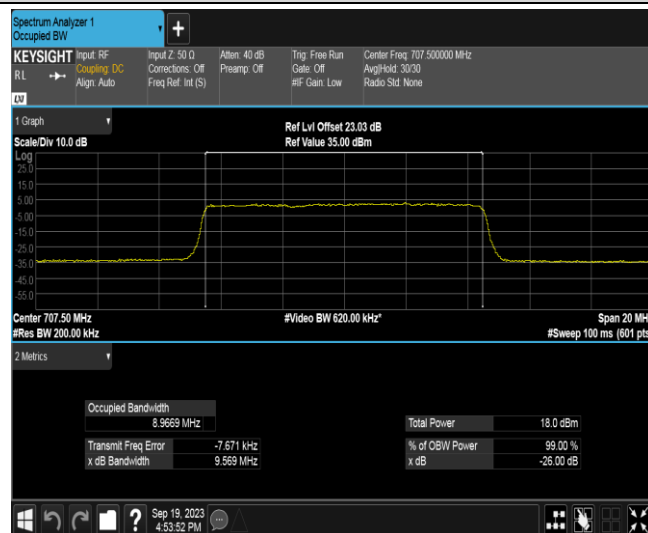 Spectrum Analyzer 1
Occupied BW
+
KEYSIGHT
RL
LXI
Input: RF
Coupling: DC
Align: Auto
Input Z: 50 Ω
Corrections: Off
Freq Ref: Int (S)
Atten: 40 dB
Preamp: Off
Trig: Free Run
Gate: Off
#IF Gain: Low
Center Freq: 707.500000 MHz
Avg|Hold: 30/30
Radio Std: None
1 Graph
Scale/Div 10.0 dB
Ref Lvl Offset 23.03 dB
Ref Value 35.00 dBm
Log
25.0
15.0
5.00
-5.00
-15.0
-25.0
-35.0
-45.0
-55.0
Center 707.50 MHz
#Res BW 200.00 kHz
#Video BW 620.00 kHz*
Span 20 MH
#Sweep 100 ms (601 pts
2 Metrics
Occupied Bandwidth
8.9669 MHz
Transmit Freq Error -7.671 kHz
x dB Bandwidth 9.569 MHz
Total Power 18.0 dBm
% of OBW Power 99.00 %
x dB -26.00 dB
?
Sep 19, 2023
4:53:52 PM